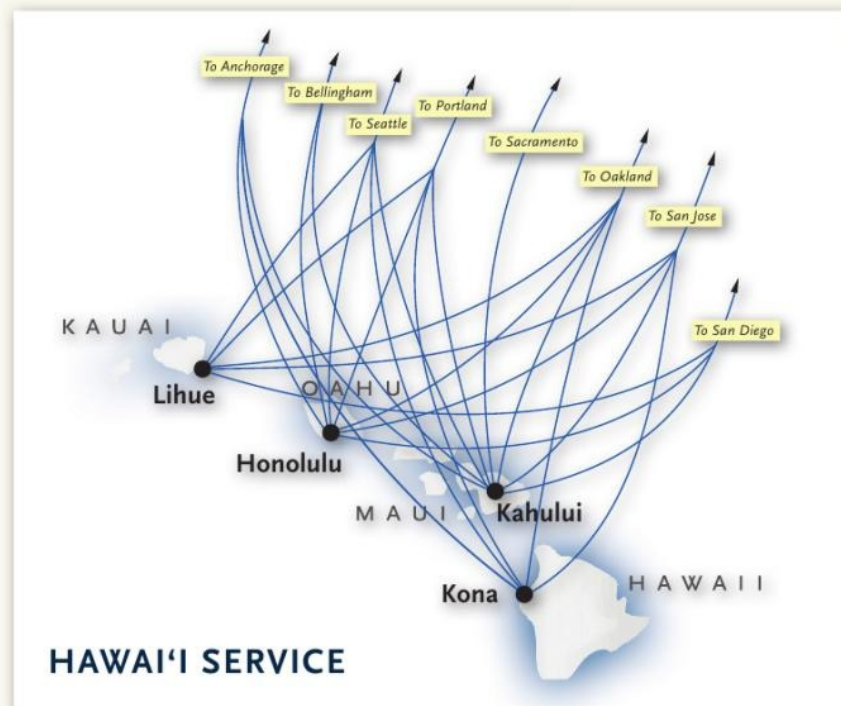 To Anchorage
To Bellingham
To Seattle
To Portland
To Sacramento
To Oakland
To San Jose
To San Diego
KAUAI
Lihue
OAHU
Honolulu
MAUI
Kahului
Kona
HAWAII
HAWAI‘I SERVICE